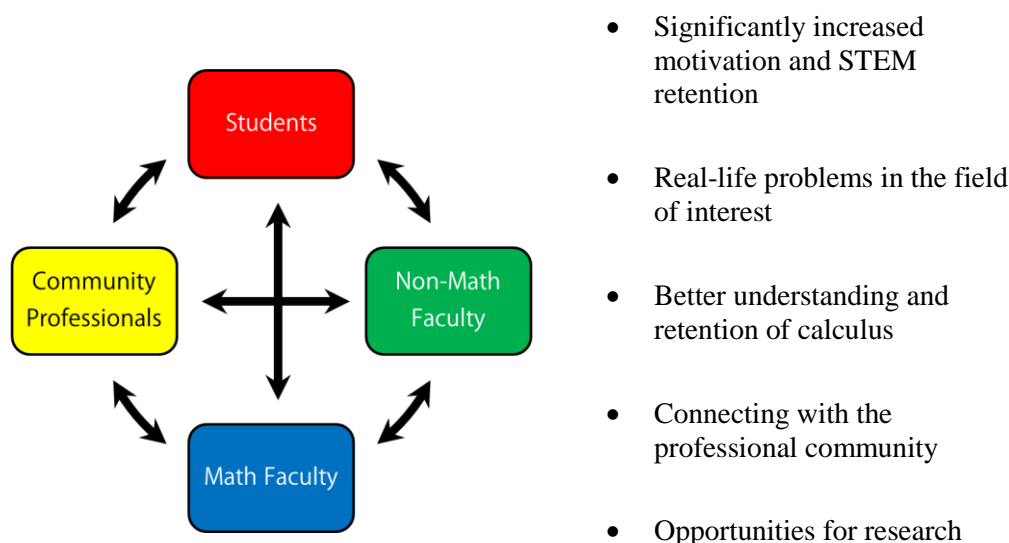 Students
Community
Professionals
Non-Math
Faculty
Math Faculty
• Significantly increased
motivation and STEM
retention
• Real-life problems in the field
of interest
• Better understanding and
retention of calculus
• Connecting with the
professional community
• Opportunities for research